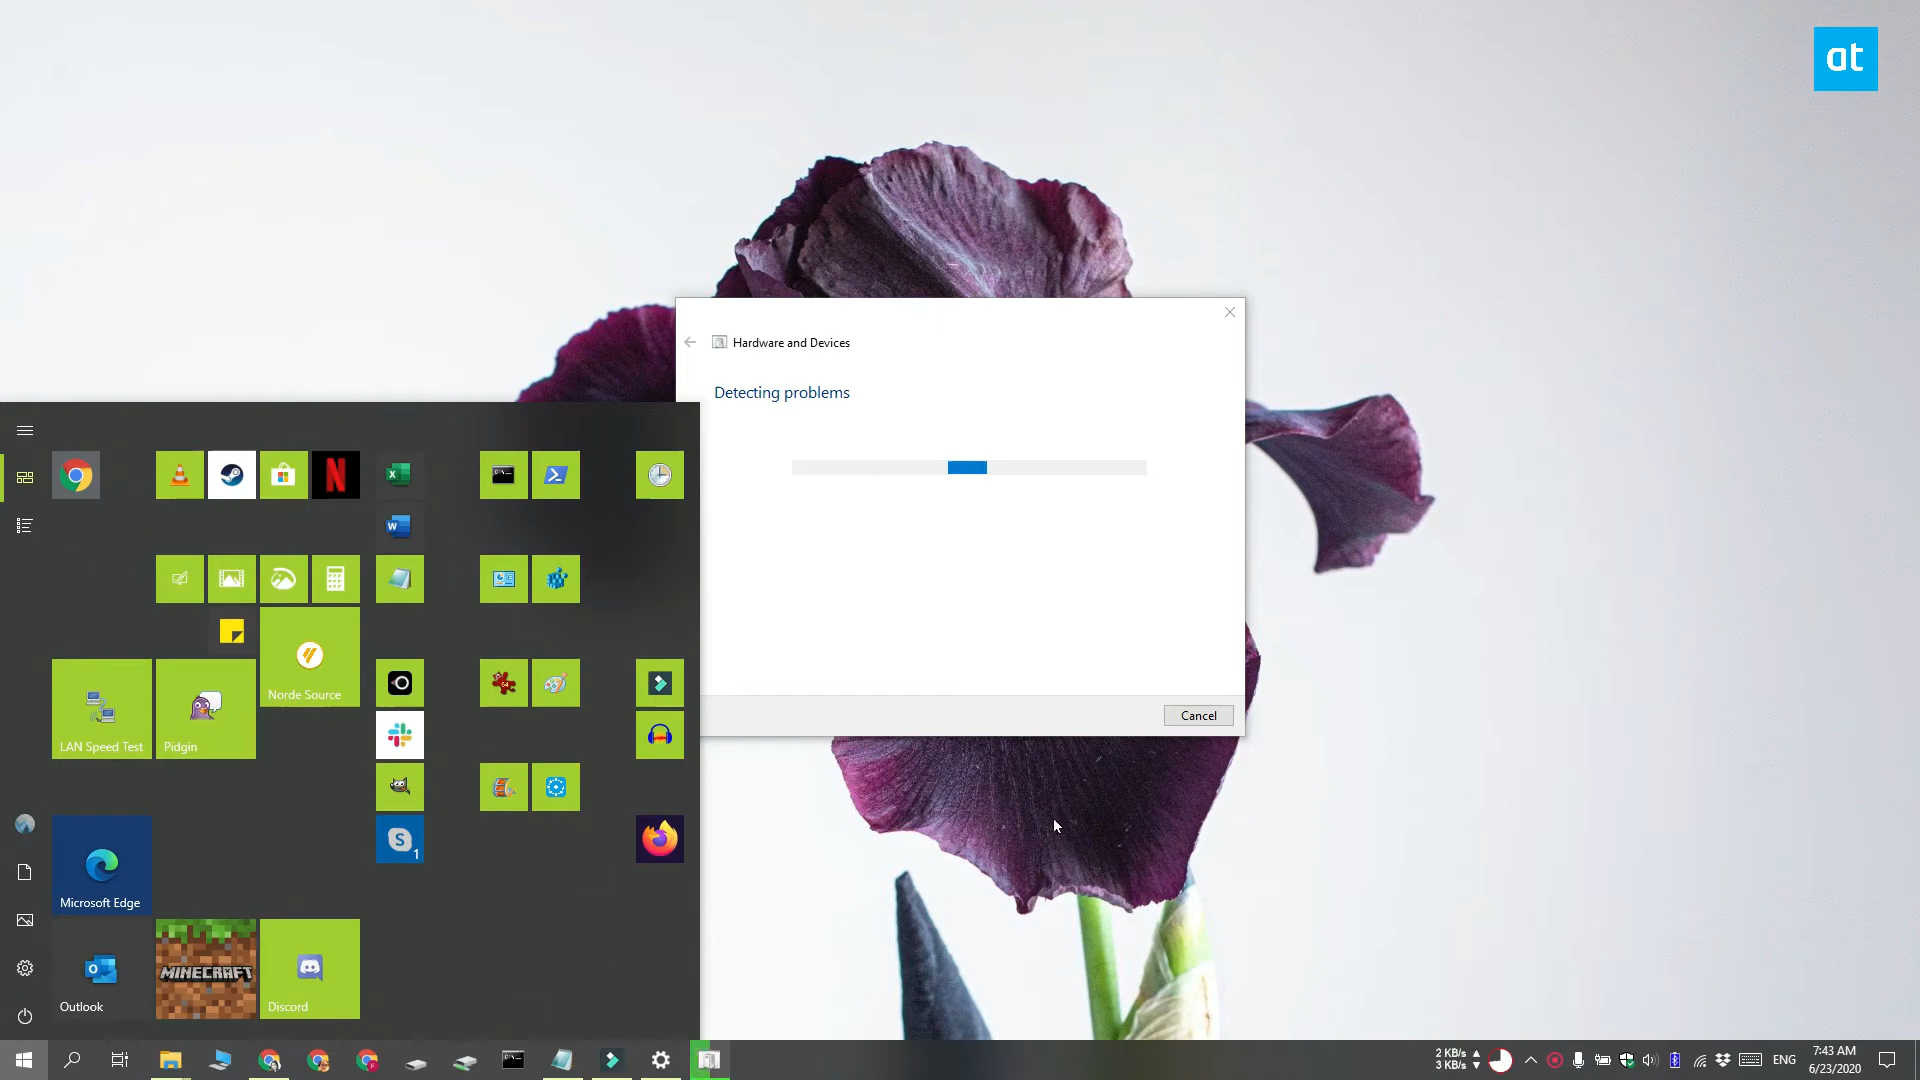 at
Hardware and Devices
Detecting problems
Cancel
Norde Source
LAN Speed Test
Pidgin
S
1
Microsoft Edge
MINECRAFT
Outlook
Discord
2 KB/s
3 KB/s
ENG
7:43 AM
6/23/2020